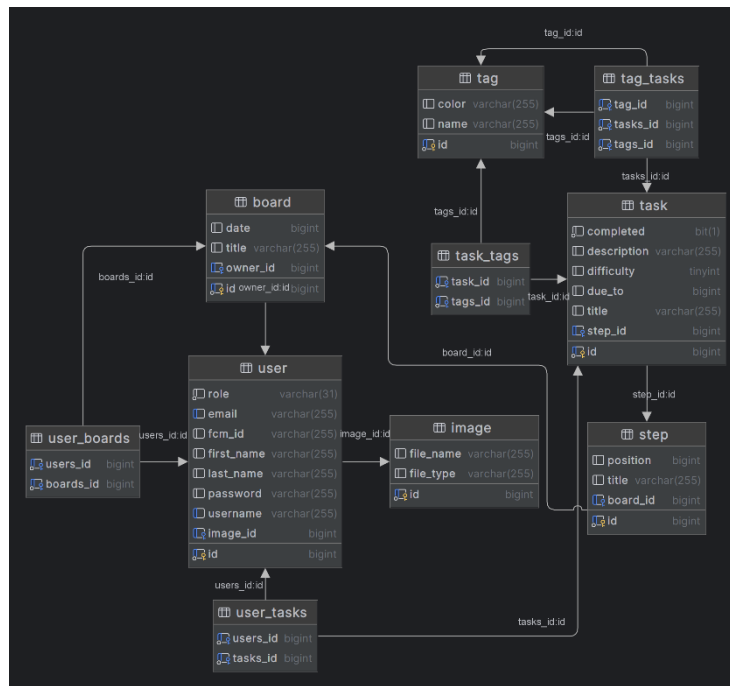 tag_id:id
tag
color varchar(255)
name varchar(255)
id bigint
tag_tasks
tag_id bigint
tasks_id bigint
tags_id bigint
tags_id:id
tasks_id:id
board
date bigint
title varchar(255)
owner_id bigint
id owner_id:id bigint
tags_id:id
task_tags
task_id bigint
tags_id bigint
task_id:id
task
completed bit(1)
description varchar(255)
difficulty tinyint
due_to bigint
title varchar(255)
step_id bigint
id bigint
boards_id:id
board_id:id
step_id:id
user
role varchar(31)
email varchar(255)
fcm_id varchar(255)
first_name varchar(255)
last_name varchar(255)
password varchar(255)
username varchar(255)
image_id bigint
id bigint
user_boards
users_id bigint
boards_id bigint
users_id:id
image_id:id
image
file_name varchar(255)
file_type varchar(255)
id bigint
step
position bigint
title varchar(255)
board_id bigint
id bigint
users_id:id
user_tasks
users_id bigint
tasks_id bigint
tasks_id:id